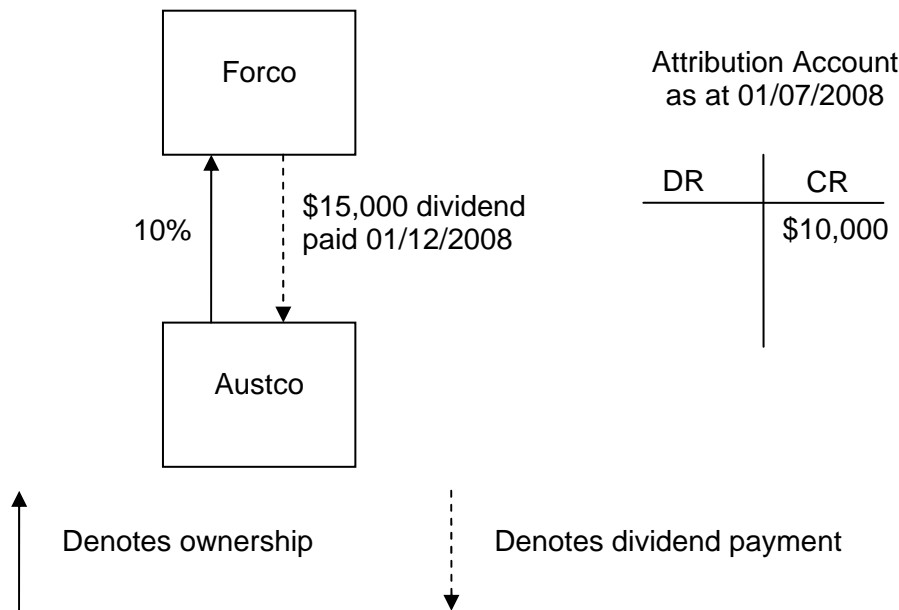 Forco
Attribution Account
as at 01/07/2008
DR
CR
$10,000
10%
$15,000 dividend
paid 01/12/2008
Austco
Denotes ownership
Denotes dividend payment